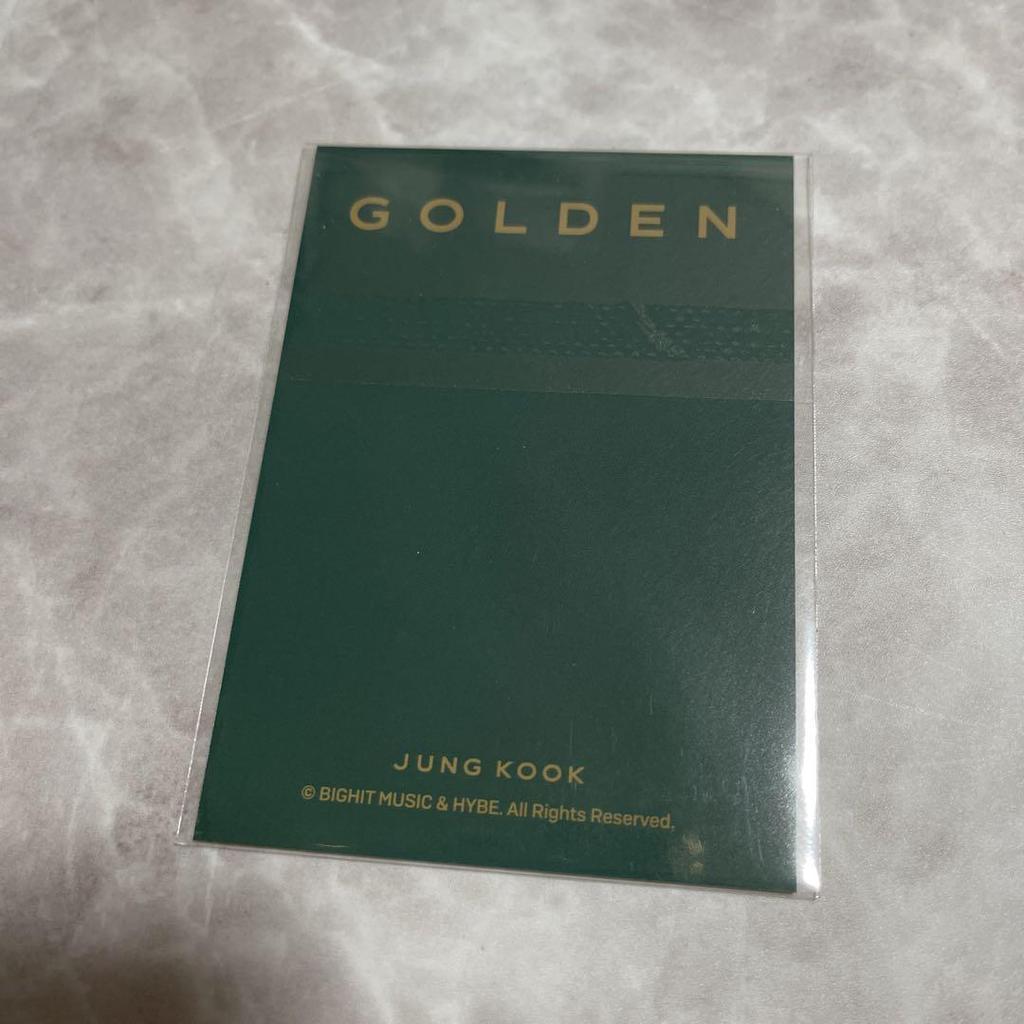 GOLDEN
JUNG KOOK
© BIGHIT MUSIC & HYBE. All Rights Reserved.